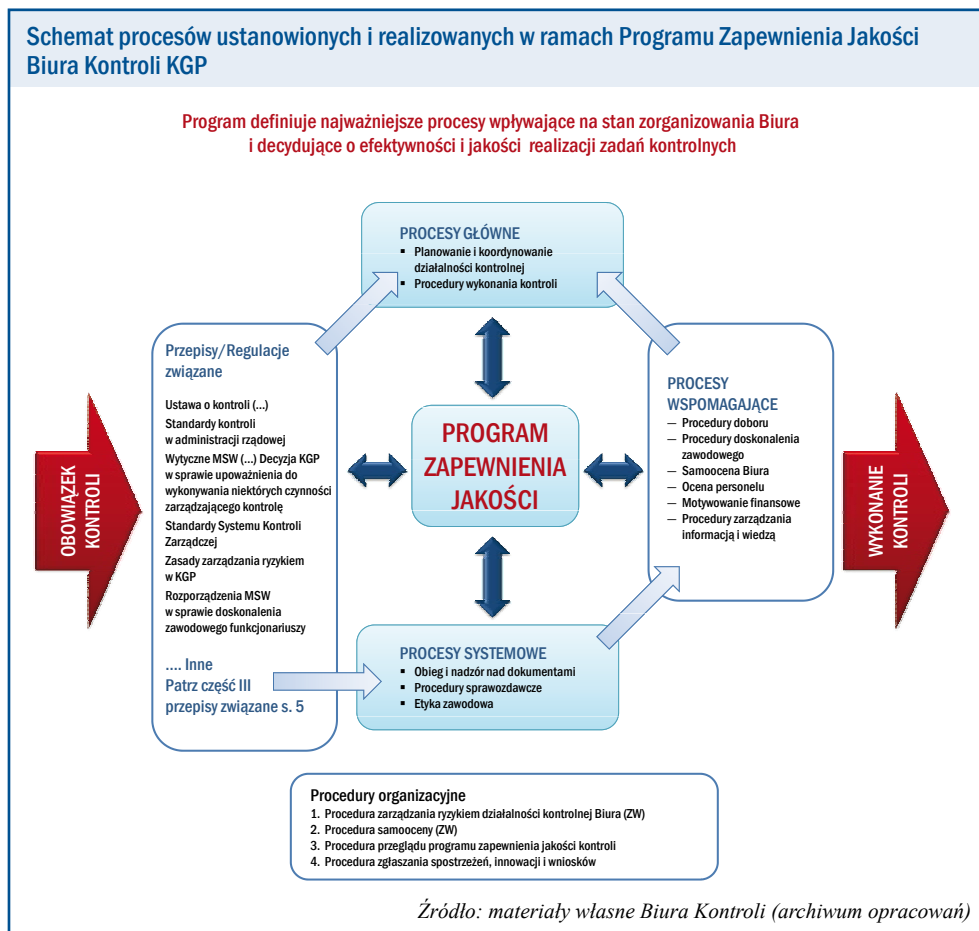 Schemat procesów ustanowionych i realizowanych w ramach Programu Zapewnienia Jakości
Biura Kontroli KGP
Program definiuje najważniejsze procesy wpływające na stan zorganizowania Biura
i decydujące o efektywności i jakości realizacji zadań kontrolnych
PROCESY GŁÓWNE
▪ Planowanie i koordynowanie
działalności kontrolnej
▪ Procedury wykonania kontroli
OBOWIĄZEK
KONTROLI
Przepisy/Regulacje
związane
Ustawa o kontroli (...)
Standardy kontroli
w administracji rządowej
Wytyczne MSW (...) Decyzja KGP
w sprawie upoważnienia do
wykonywania niektórych czynności
zarządzającego kontrolę
Standardy Systemu Kontroli
Zarządczej
Zasady zarządzania ryzykiem
w KGP
Rozporządzenia MSW
w sprawie doskonalenia
zawodowego funkcjonariuszy
.... Inne
Patrz część III
przepisy związane s. 5
PROGRAM
ZAPEWNIENIA
JAKOŚCI
PROCESY
WSPOMAGAJĄCE
— Procedury doboru
— Procedury doskonalenia
zawodowego
— Samoocena Biura
— Ocena personelu
— Motywowanie finansowe
— Procedury zarządzania
informacją i wiedzą
WYKONANIE
KONTROLI
PROCESY SYSTEMOWE
▪ Obieg i nadzór nad dokumentami
▪ Procedury sprawozdawcze
▪ Etyka zawodowa
Procedury organizacyjne
1. Procedura zarządzania ryzykiem działalności kontrolnej Biura (ZW)
2. Procedura samooceny (ZW)
3. Procedura przeglądu programu zapewnienia jakości kontroli
4. Procedura zgłaszania spostrzeżeń, innowacji i wniosków
Źródło: materiały własne Biura Kontroli (archiwum opracowań)